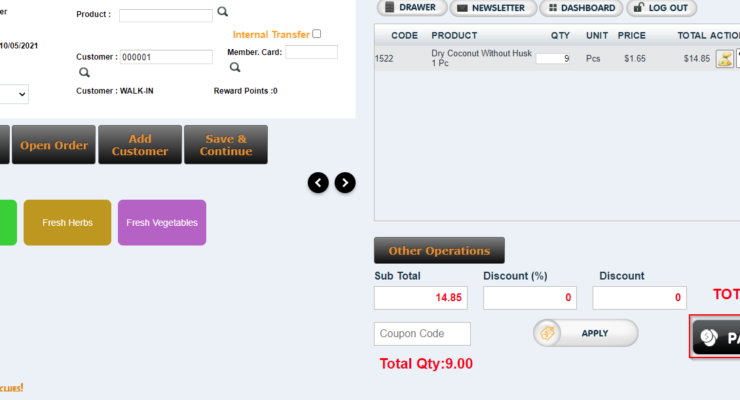 Product :
10/05/2021
Internal Transfer
Customer : 000001
Member. Card:
Customer : WALK-IN
Reward Points :0
Open Order
Add
Customer
Save &
Continue
Fresh Herbs
Fresh Vegetables
DRAWER
NEWSLETTER
DASHBOARD
LOG OUT
CODE PRODUCT QTY UNIT PRICE TOTAL ACTIO
1522 Dry Coconut Without Husk 9 Pcs $1.65 $14.85
1 Pc
Other Operations
Sub Total Discount (%) Discount
14.85 0 0
TOT
Coupon Code
APPLY
PA
Total Qty:9.00